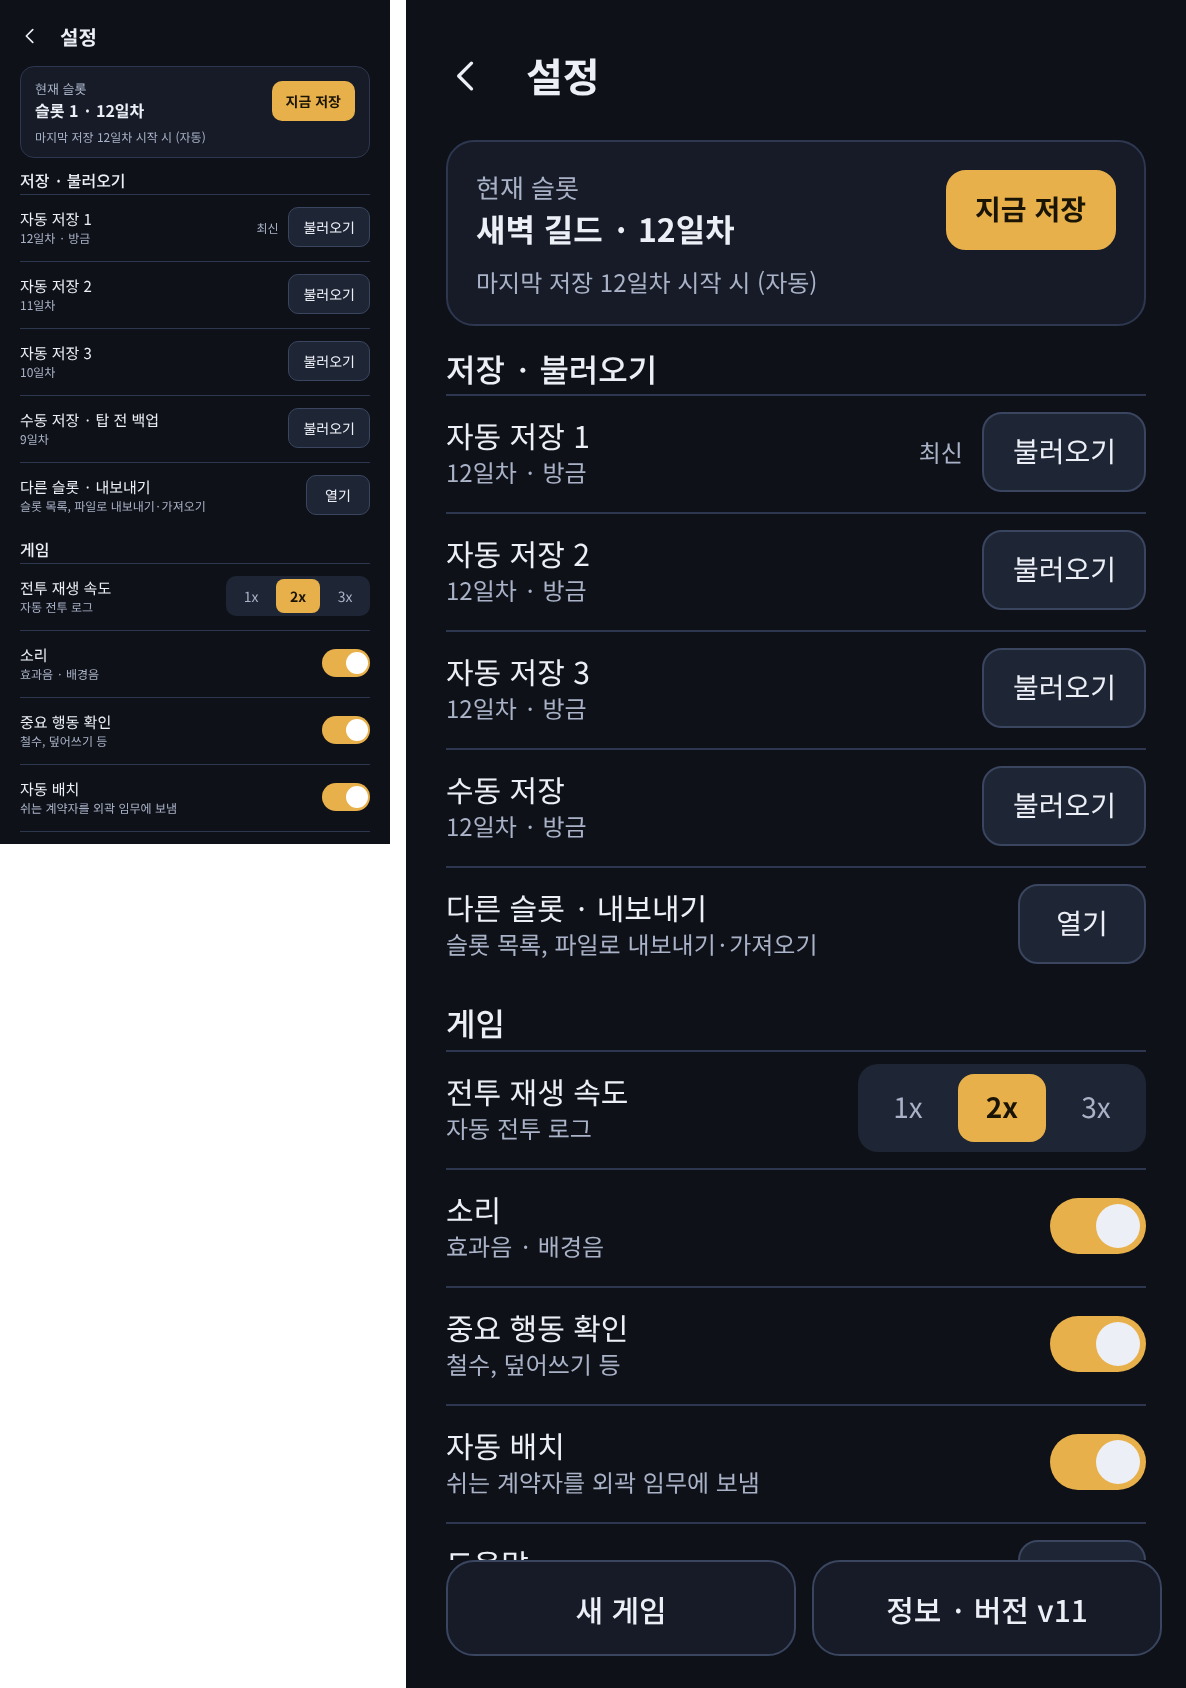 설정
현재 슬롯
슬롯 1 · 12일차
지금 저장
마지막 저장 12일차 시작 시 (자동)
저장 · 불러오기
자동 저장 1
12일차 · 방금
최신
불러오기
자동 저장 2
11일차
불러오기
자동 저장 3
10일차
불러오기
수동 저장 · 탑 전 백업
9일차
불러오기
다른 슬롯 · 내보내기
슬롯 목록, 파일로 내보내기·가져오기
열기
게임
전투 재생 속도
자동 전투 로그
1x 2x 3x
소리
효과음 · 배경음
중요 행동 확인
철수, 덮어쓰기 등
자동 배치
쉬는 계약자를 외곽 임무에 보냄
설정
현재 슬롯
새벽 길드 · 12일차
지금 저장
마지막 저장 12일차 시작 시 (자동)
저장 · 불러오기
자동 저장 1
12일차 · 방금
최신
불러오기
자동 저장 2
12일차 · 방금
불러오기
자동 저장 3
12일차 · 방금
불러오기
수동 저장
12일차 · 방금
불러오기
다른 슬롯 · 내보내기
슬롯 목록, 파일로 내보내기·가져오기
열기
게임
전투 재생 속도
자동 전투 로그
1x 2x 3x
소리
효과음 · 배경음
중요 행동 확인
철수, 덮어쓰기 등
자동 배치
쉬는 계약자를 외곽 임무에 보냄
새 게임
정보 · 버전 v11